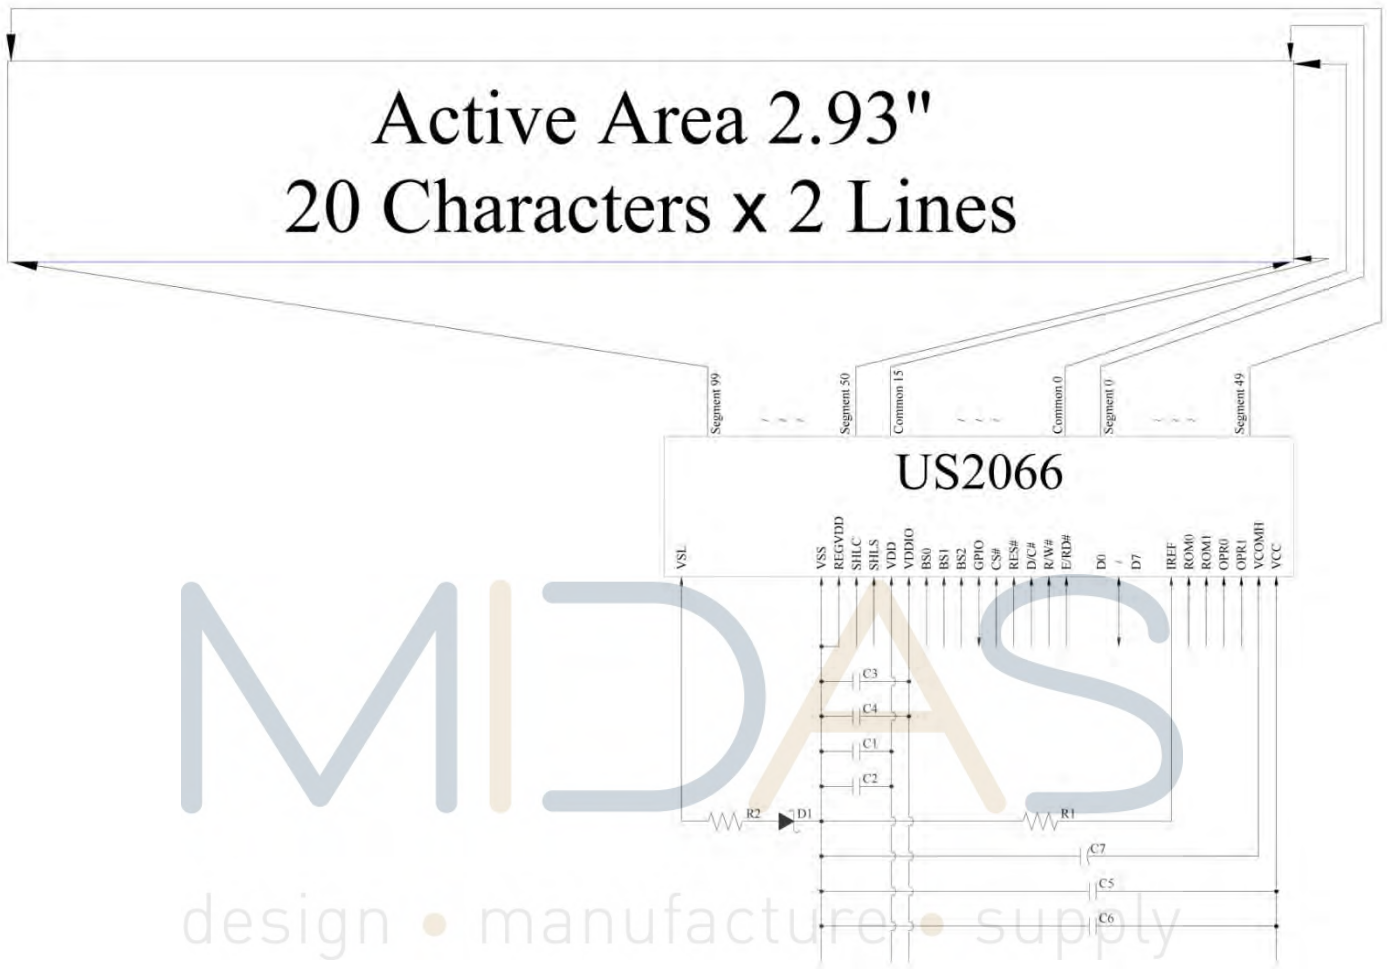 Active Area 2.93"
20 Characters x 2 Lines
Segment 99
~ ~ ~
Segment 50
Common 15
~ ~ ~
Common 0
Segment 0
~ ~ ~
Segment 49
US2066
VSL
VSS
REGVDD
SHLC
SHLS
VDD
VDDIO
BS0
BS1
BS2
GPIO
CS#
RES#
D/C#
R/W#
E/RD#
D0
~
D7
IREF
ROM0
ROM1
OPR0
OPR1
VCOMH
VCC
C3
C4
C1
C2
R2
D1
R1
C7
C5
C6
MIDAS
design • manufacture • supply